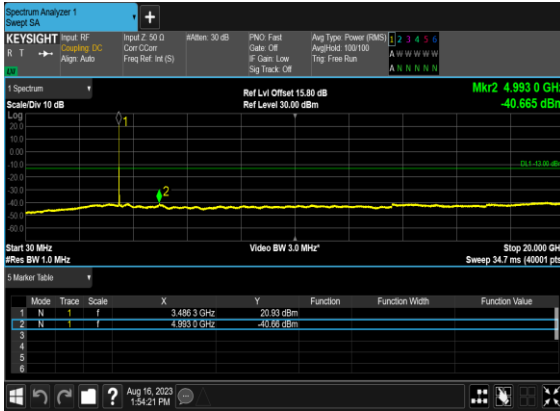 Spectrum Analyzer 1
Swept SA
+
KEYSIGHT Input: RF Input Z: 50 Ω #Atten: 30 dB PNO: Fast Avg Type: Power (RMS) 1 2 3 4 5 6
R T Coupling: DC Corr CCorr Gate: Off Avg|Hold: 100/100 A W W W W W
Align: Auto Freq Ref: Int (S) IF Gain: Low Trig: Free Run
Sig Track: Off A N N N N N
1 Spectrum Ref Lvl Offset 15.80 dB Mkr2 4.993 0 GHz
Scale/Div 10 dB Ref Level 30.00 dBm -40.665 dBm
Log
20.0
10.0
0.00
-10.0
-20.0
-30.0
-40.0
-50.0
-60.0
1
2
DL1 -13.00 dBm
Start 30 MHz Video BW 3.0 MHz* Stop 20.000 GH
#Res BW 1.0 MHz Sweep 34.7 ms (40001 pts
5 Marker Table
Mode Trace Scale X Y Function Function Width Function Value
1 N 1 f 3.486 3 GHz 20.93 dBm
2 N 1 f 4.993 0 GHz -40.66 dBm
3
4
5
6
? Aug 16, 2023
1:54:21 PM